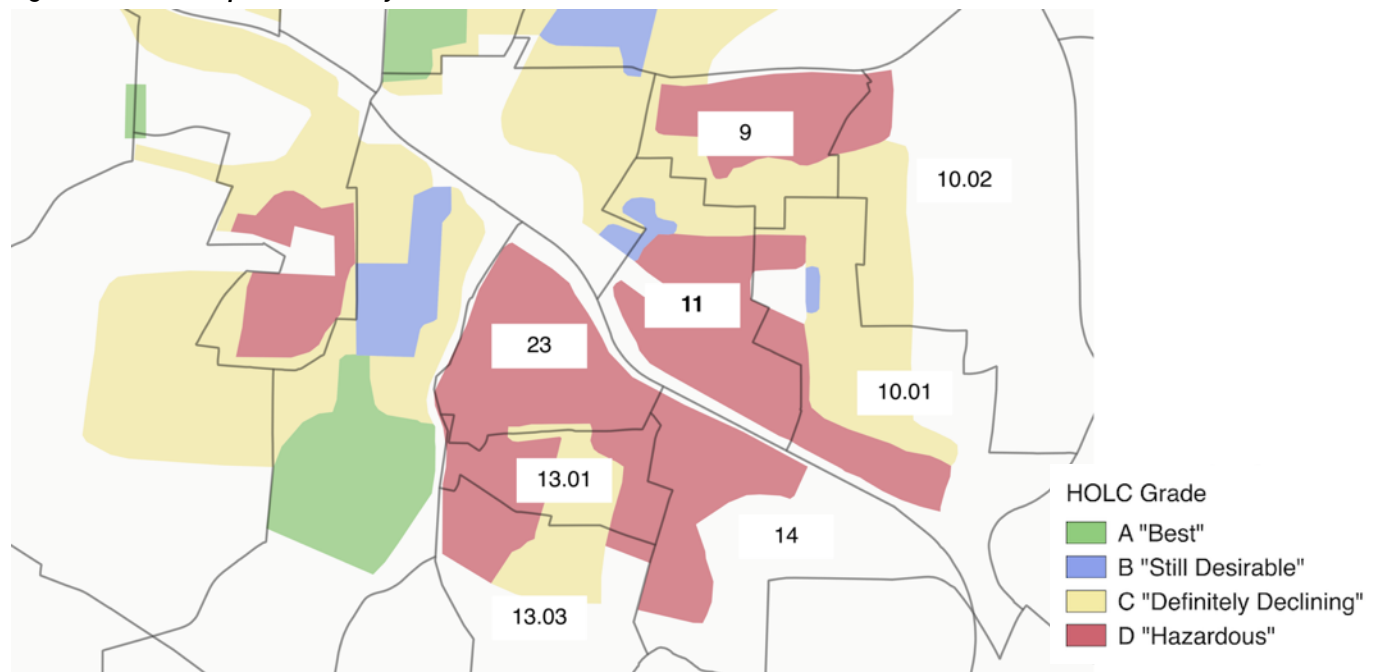 9
10.02
11
23
10.01
13.01
14
13.03
HOLC Grade
A "Best"
B "Still Desirable"
C "Definitely Declining"
D "Hazardous"